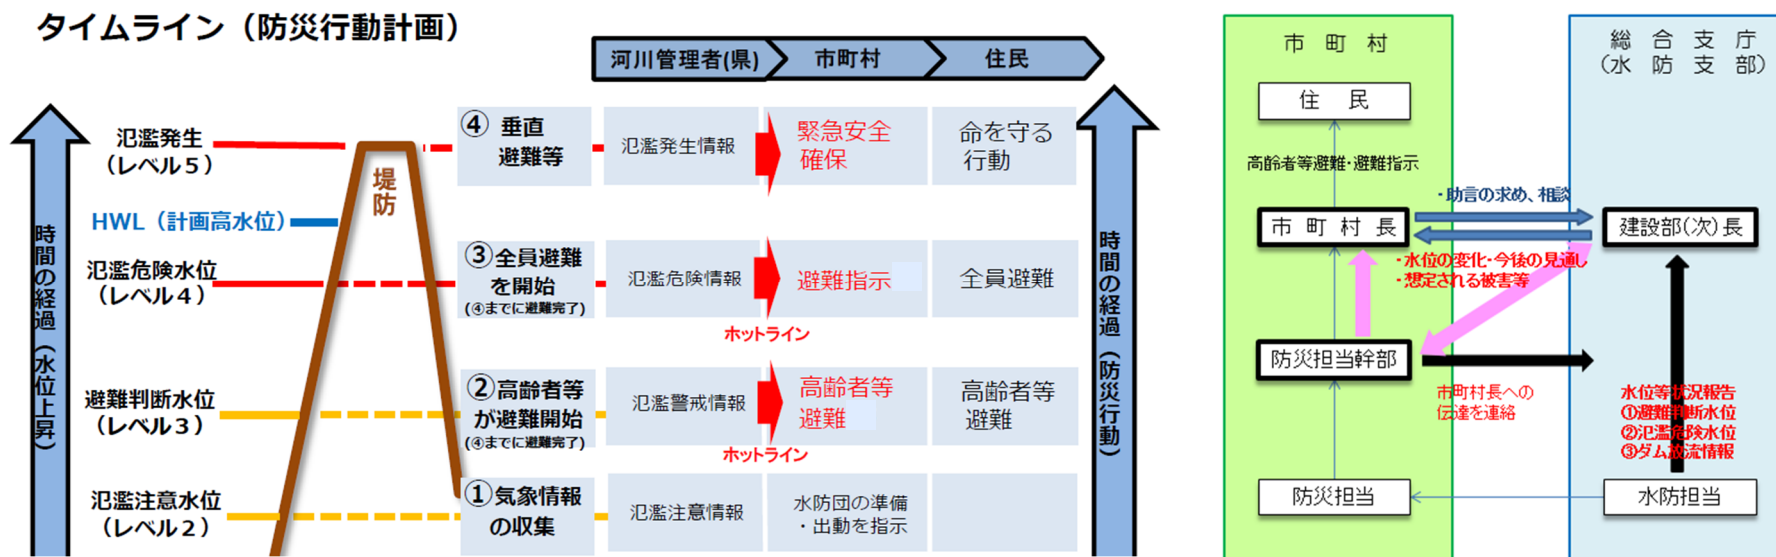 タイムライン（防災行動計画）
河川管理者(県)
市町村
住民
時間の経過（水位上昇）
氾濫発生
（レベル５）
HWL（計画高水位）
氾濫危険水位
（レベル４）
避難判断水位
（レベル３）
氾濫注意水位
（レベル２）
堤防
④ 垂直
避難等
氾濫発生情報
緊急安全
確保
命を守る
行動
③全員避難
を開始
(④までに避難完了)
氾濫危険情報
避難指示
全員避難
ホットライン
②高齢者等
が避難開始
(④までに避難完了)
氾濫警戒情報
高齢者等
避難
高齢者等
避難
ホットライン
①気象情報
の収集
氾濫注意情報
水防団の準備
・出動を指示
時間の経過（防災行動）
市町村
住民
高齢者等避難・避難指示
市町村長
防災担当幹部
防災担当
総合支庁
（水防支部）
・助言の求め、相談
建設部(次)長
・水位の変化・今後の見通し
・想定される被害等
市町村長への
伝達を連絡
水位等状況報告
①避難判断水位
②氾濫危険水位
③ダム放流情報
水防担当